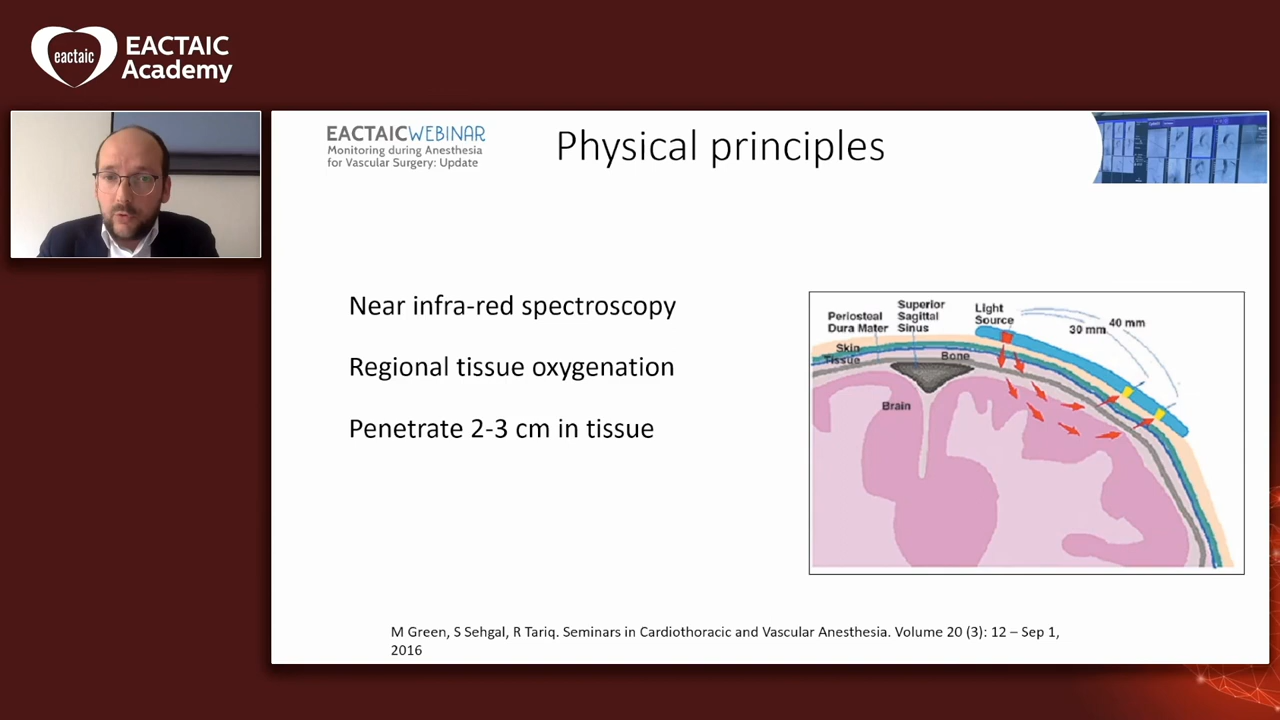 eactaic
EACTAIC
Academy
EACTAICWEBINAR
Monitoring during Anesthesia
for Vascular Surgery: Update
Physical principles
Near infra-red spectroscopy
Regional tissue oxygenation
Penetrate 2-3 cm in tissue
Periosteal
Dura Mater
Superior
Sagittal
Sinus
Light
Source
30 mm
40 mm
Skin
Tissue
Bone
Brain
M Green, S Sehgal, R Tariq. Seminars in Cardiothoracic and Vascular Anesthesia. Volume 20 (3): 12 – Sep 1,
2016